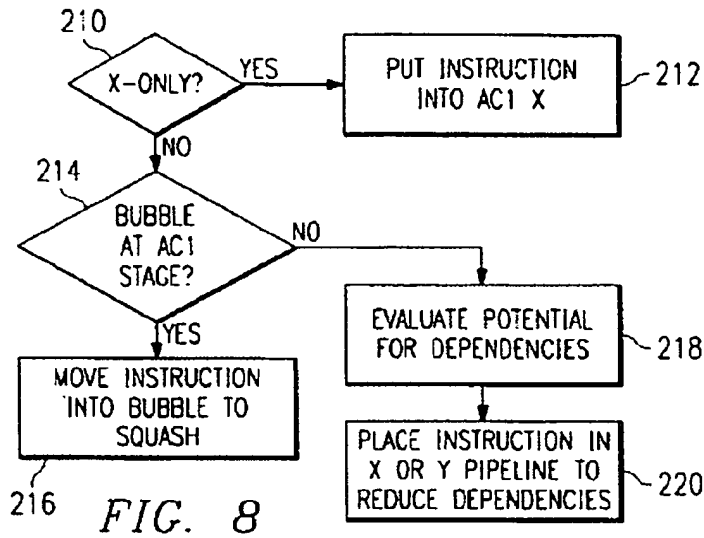 210
X-ONLY?
YES
PUT INSTRUCTION
INTO AC1 X
212
NO
214
BUBBLE
AT AC1
STAGE?
NO
YES
EVALUATE POTENTIAL
FOR DEPENDENCIES
218
MOVE INSTRUCTION
INTO BUBBLE TO
SQUASH
216
PLACE INSTRUCTION IN
X OR Y PIPELINE TO
REDUCE DEPENDENCIES
220
FIG. 8